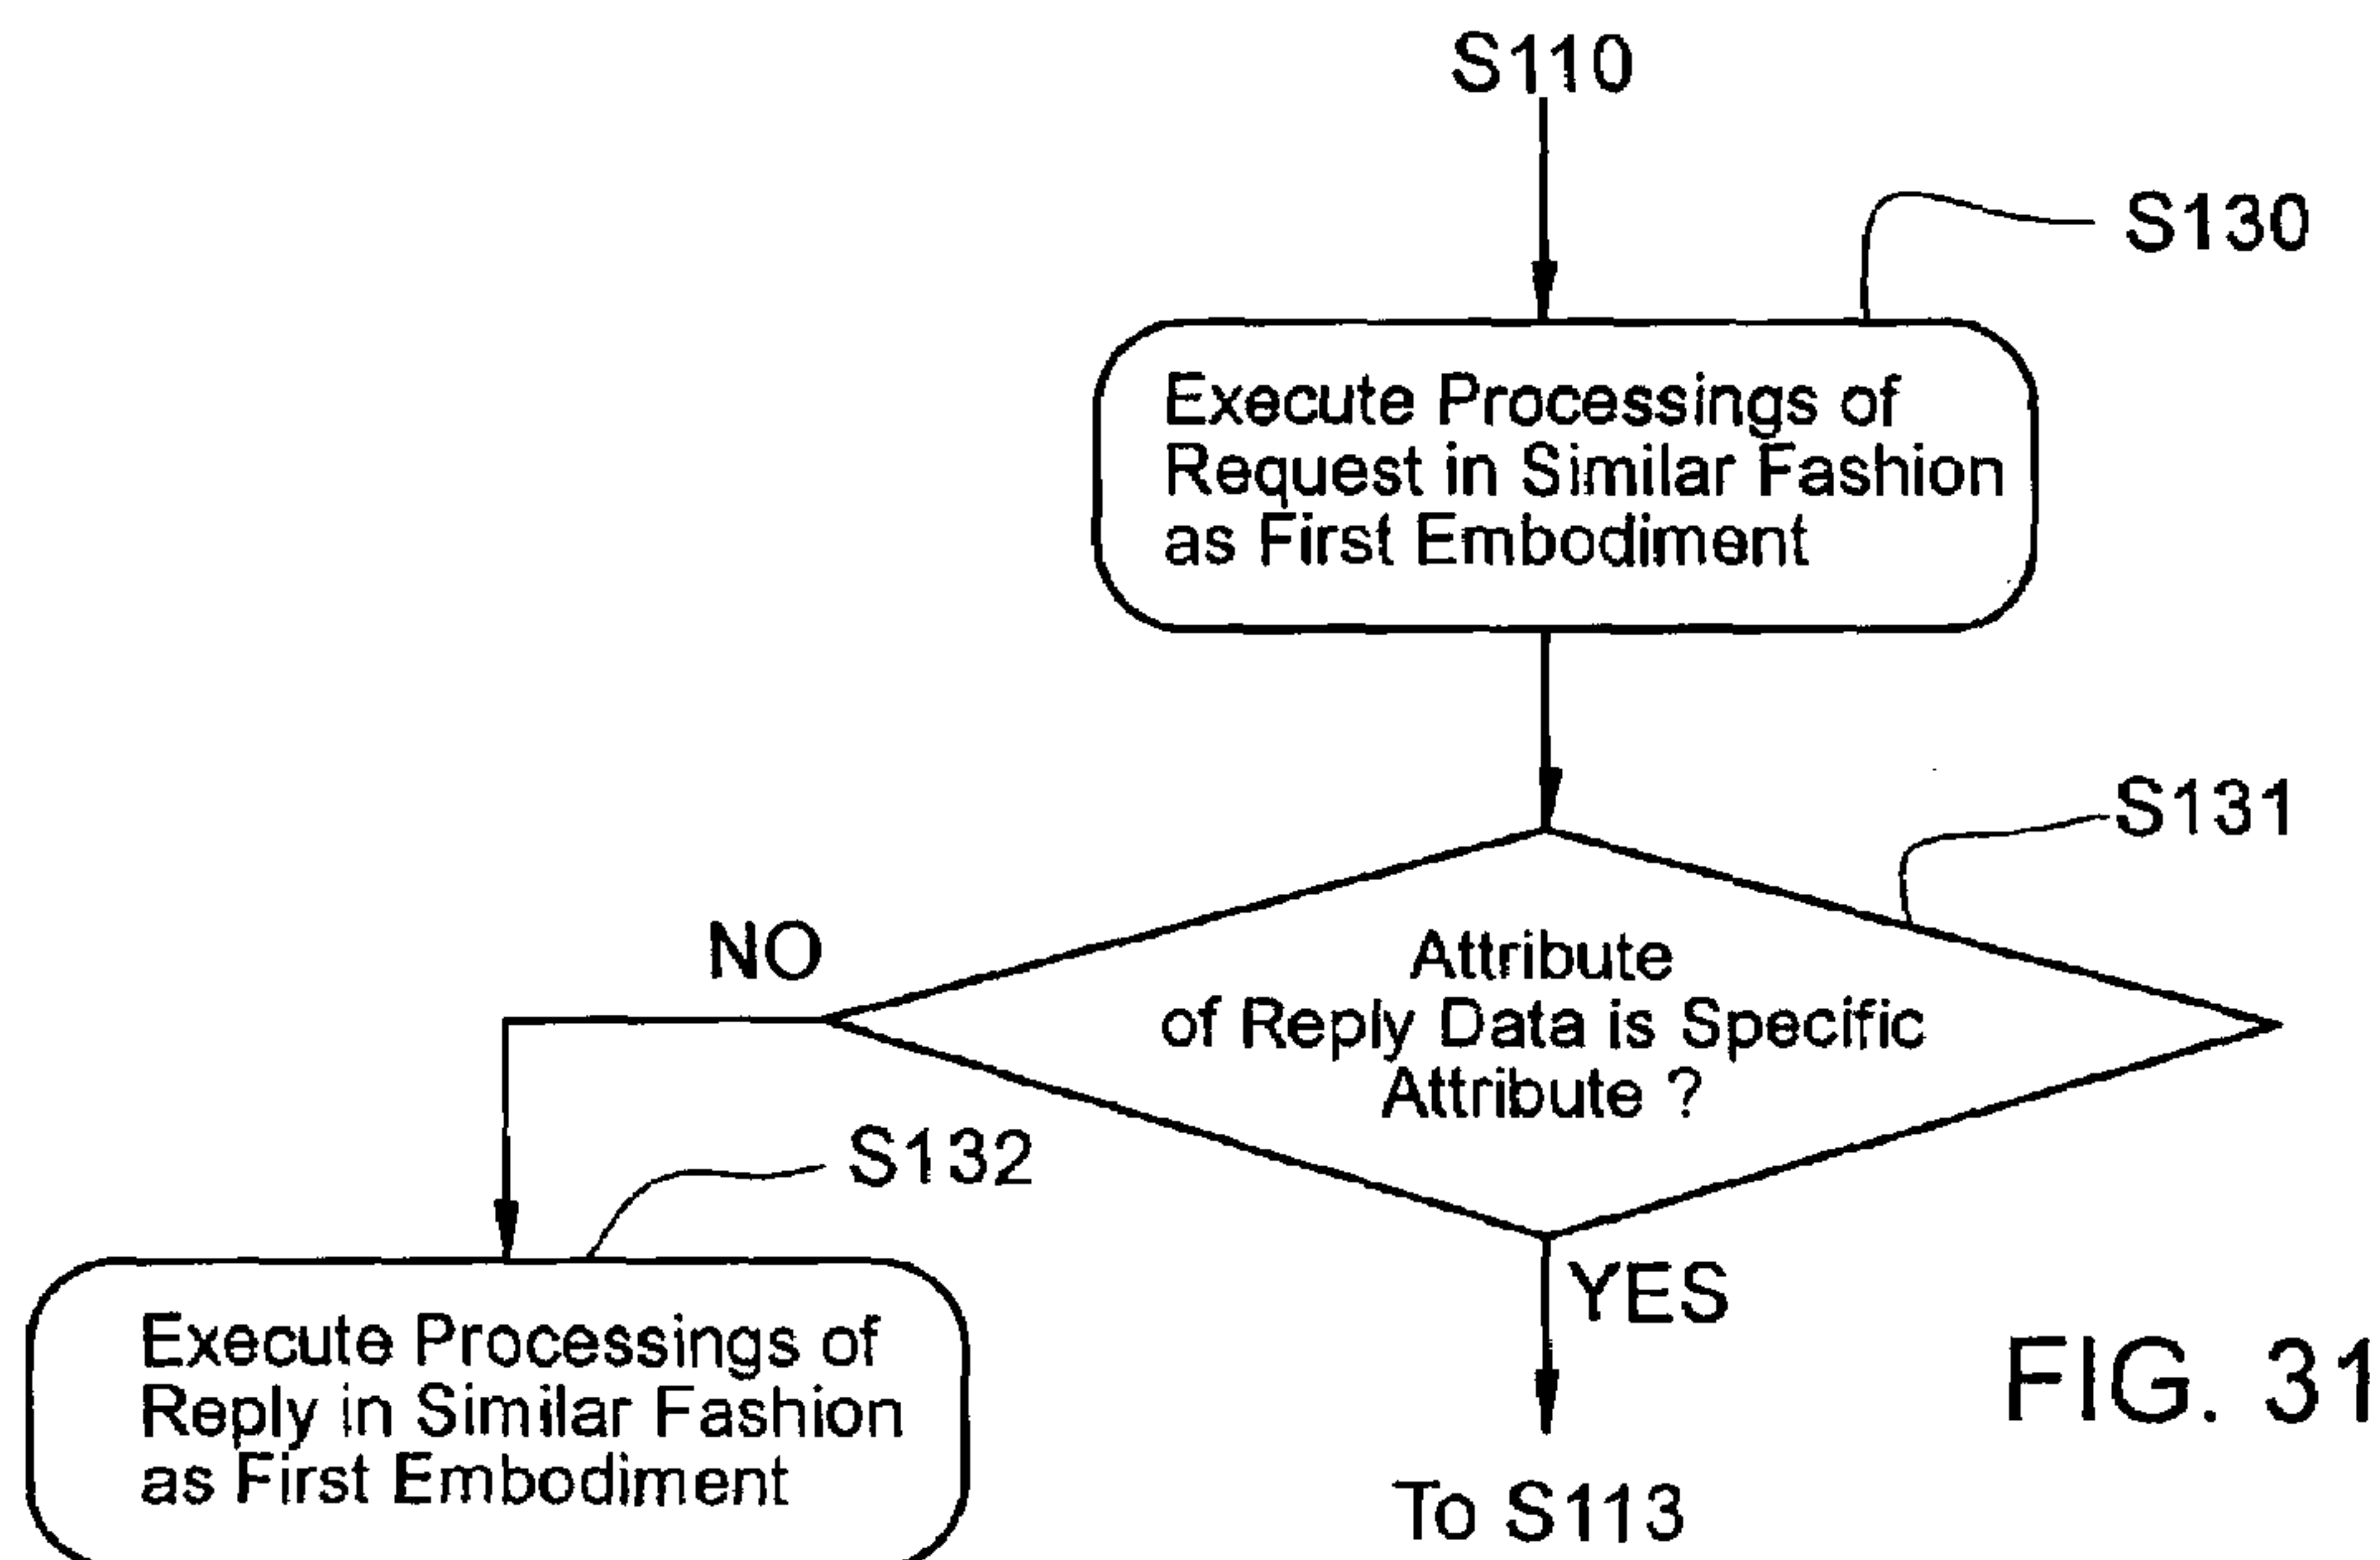 S110
S130
Execute Processings of
Request in Similar Fashion
as First Embodiment
S131
NO
Attribute
of Reply Data is Specific
Attribute ?
S132
YES
Execute Processings of
Reply in Similar Fashion
as First Embodiment
FIG. 31
To S113